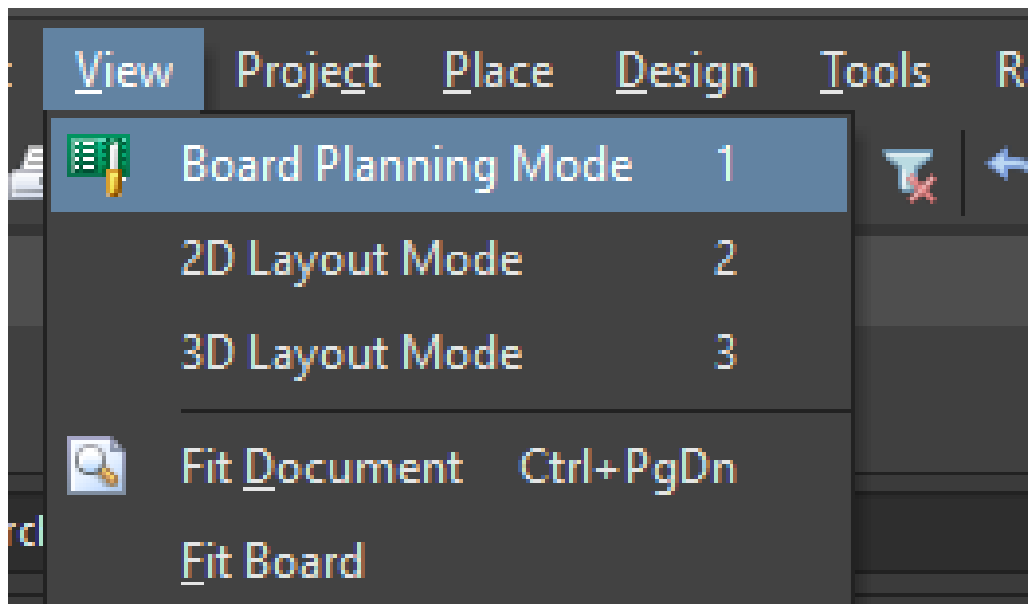 View Project Place Design Tools R
Board Planning Mode 1
2D Layout Mode 2
3D Layout Mode 3
Fit Document Ctrl+PgDn
Fit Board